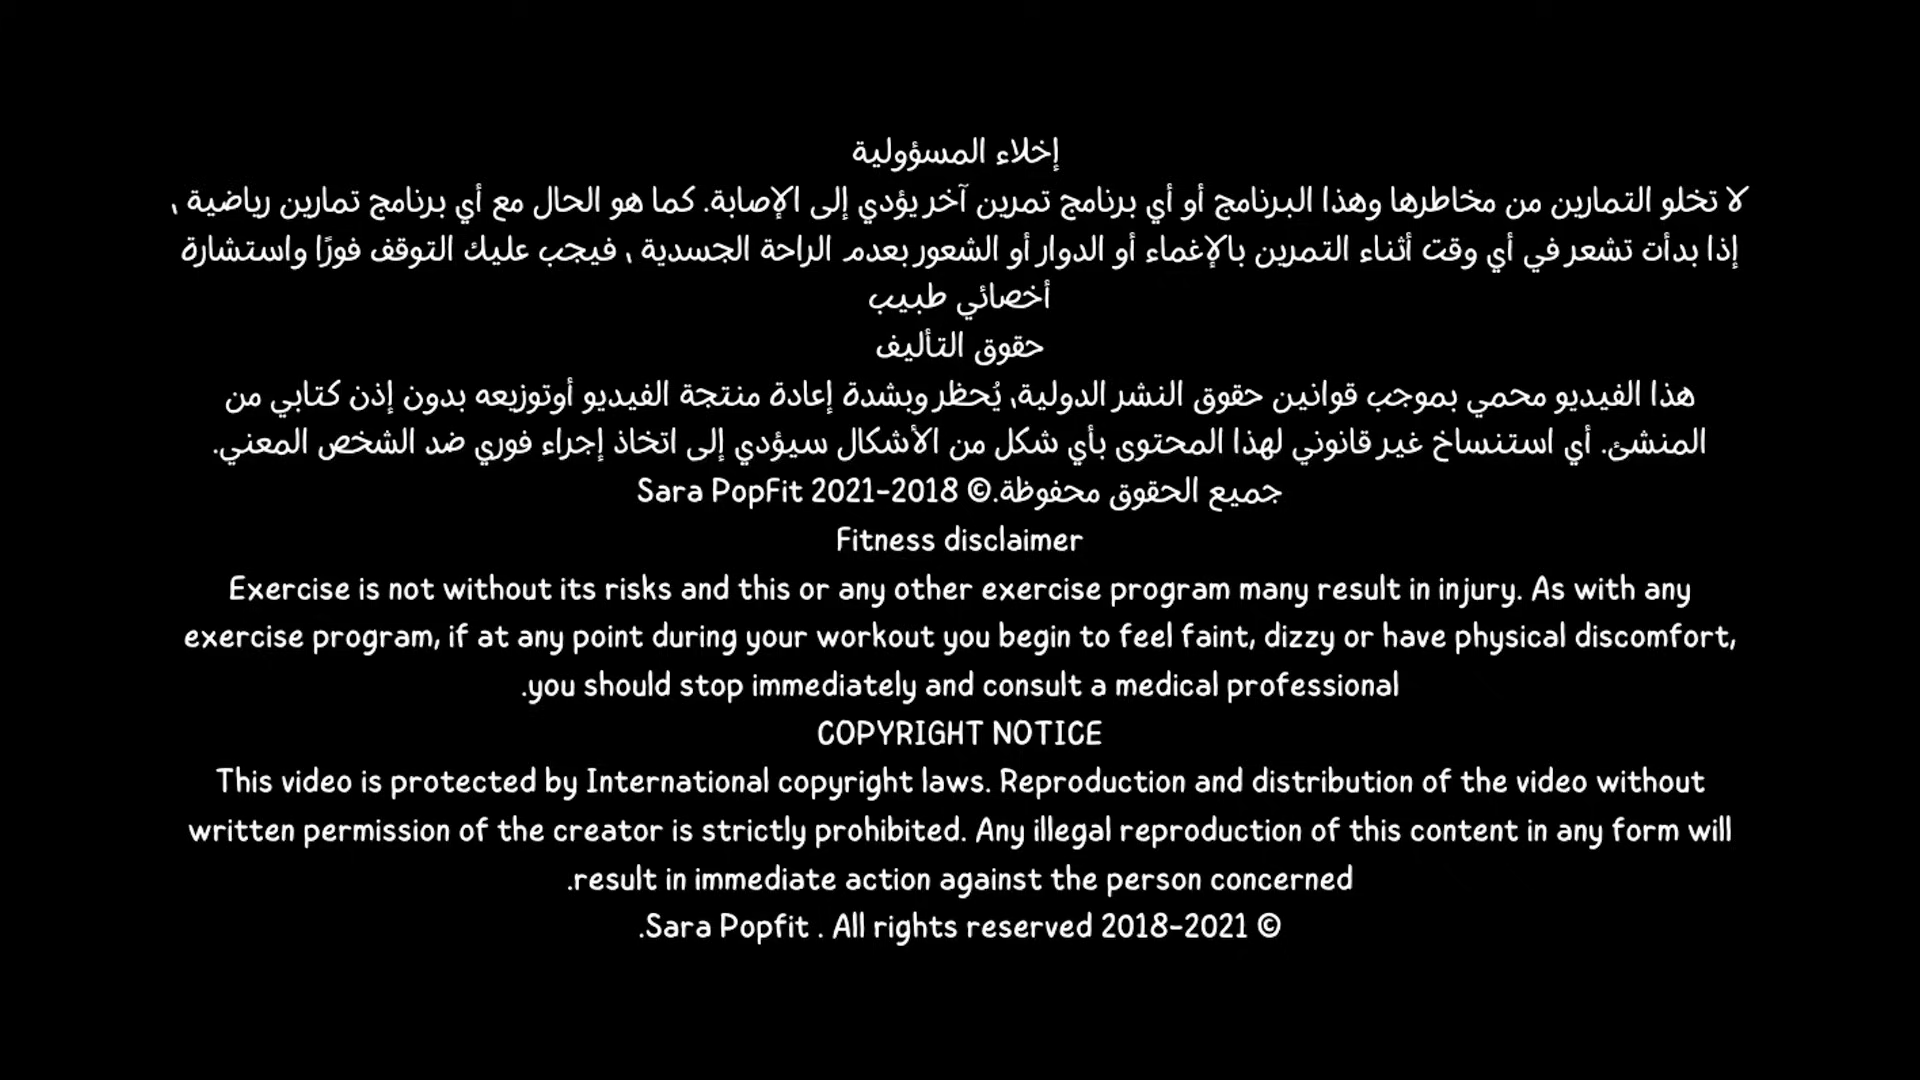 إخلاء المسؤولية
لا تخلو التمارين من مخاطرها وهذا البرنامج أو أي برنامج تمرين آخر يؤدي إلى الإصابة. كما هو الحال مع أي برنامج تمارين رياضية ،
إذا بدأت تشعر في أي وقت أثناء التمرين بالإغماء أو الدوار أو الشعور بعدم الراحة الجسدية ، فيجب عليك التوقف فورًا واستشارة
أخصائي طبيب
حقوق التأليف
هذا الفيديو محمي بموجب قوانين حقوق النشر الدولية، يُحظر وبشدة إعادة منتجة الفيديو أوتوزيعه بدون إذن كتابي من
المنشئ. أي استنساخ غير قانوني لهذا المحتوى بأي شكل من الأشكال سيؤدي إلى اتخاذ إجراء فوري ضد الشخص المعني.
جميع الحقوق محفوظة.© 2018-2021 Sara PopFit
Fitness disclaimer
Exercise is not without its risks and this or any other exercise program many result in injury. As with any
exercise program, if at any point during your workout you begin to feel faint, dizzy or have physical discomfort,
.you should stop immediately and consult a medical professional
COPYRIGHT NOTICE
This video is protected by International copyright laws. Reproduction and distribution of the video without
written permission of the creator is strictly prohibited. Any illegal reproduction of this content in any form will
.result in immediate action against the person concerned
.Sara Popfit . All rights reserved 2018-2021 ©